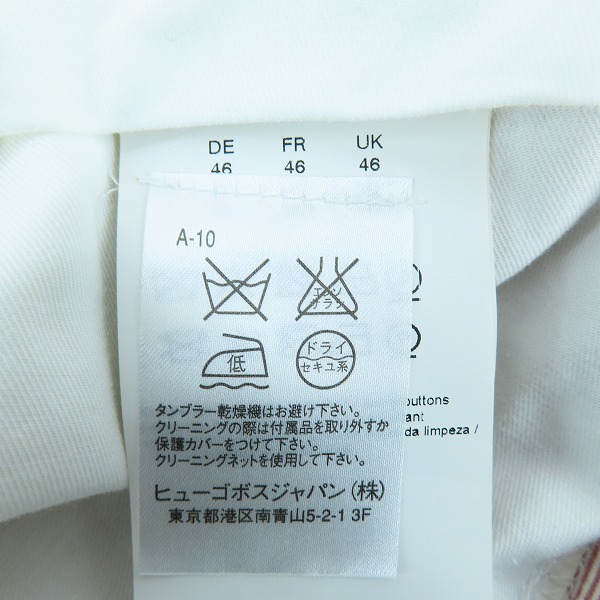 DE FR UK
46 46 46
A-10
エンソ
サラシ
低
ドライ
セキユ系
タンブラー乾燥機はお避け下さい。
クリーニングの際は付属品を取り外すか
保護カバーをつけて下さい。
クリーニングネットを使用して下さい。
ヒューゴボスジャパン(株)
東京都港区南青山5-2-1 3F
buttons
da limpeza /